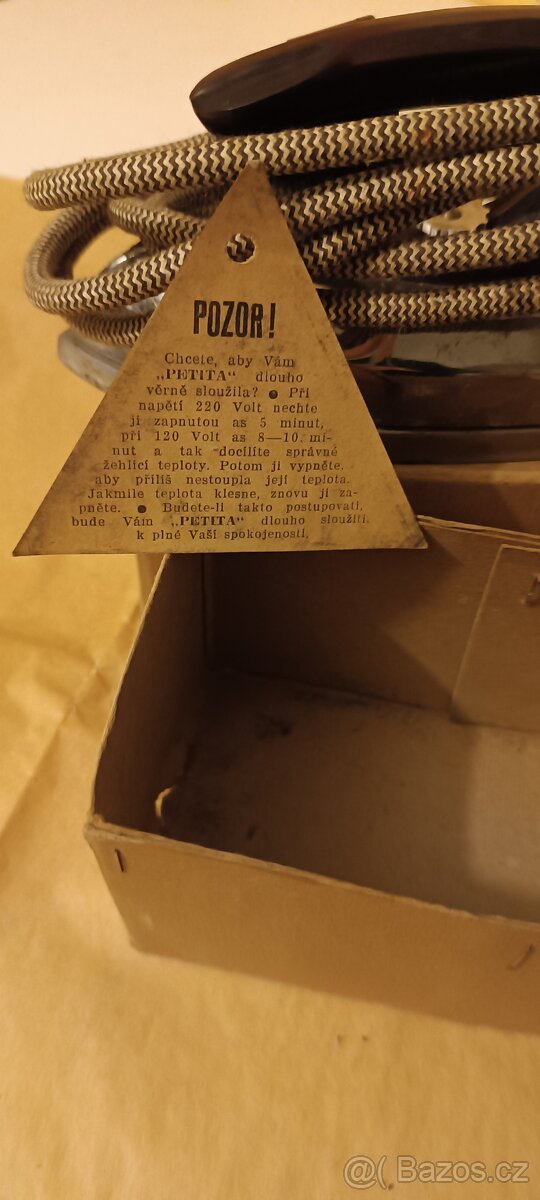 POZOR!
Chcete, aby Vám
„PETITA" dlouho
věrně sloužila? ● Při
napětí 220 Volt nechte
ji zapnutou as 5 minut,
při 120 Volt as 8—10 mi-
nut a tak docílíte správné
žehlicí teploty. Potom ji vypněte,
aby příliš nestoupla její teplota.
Jakmile teplota klesne, znovu ji za-
pněte. ● Budete-li takto postupovati,
bude Vám „PETITA" dlouho sloužiti
k plné Vaší spokojenosti.
@( Bazos.cz